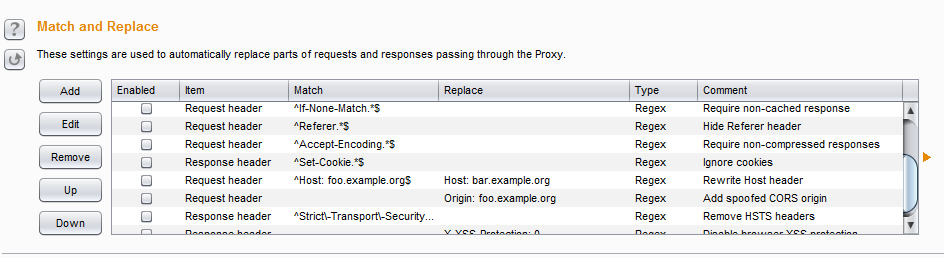 ?
Match and Replace
These settings are used to automatically replace parts of requests and responses passing through the Proxy.
Add
Edit
Remove
Up
Down
Enabled Item Match Replace Type Comment
Request header ^If-None-Match.*$ Regex Require non-cached response
Request header ^Referer.*$ Regex Hide Referer header
Request header ^Accept-Encoding.*$ Regex Require non-compressed responses
Response header ^Set-Cookie.*$ Regex Ignore cookies
Request header ^Host: foo.example.org$ Host: bar.example.org Regex Rewrite Host header
Request header Origin: foo.example.org Regex Add spoofed CORS origin
Response header ^Strict\-Transport\-Security... Regex Remove HSTS headers
Response header X-XSS-Protection: 0 Regex Disable browser XSS protection